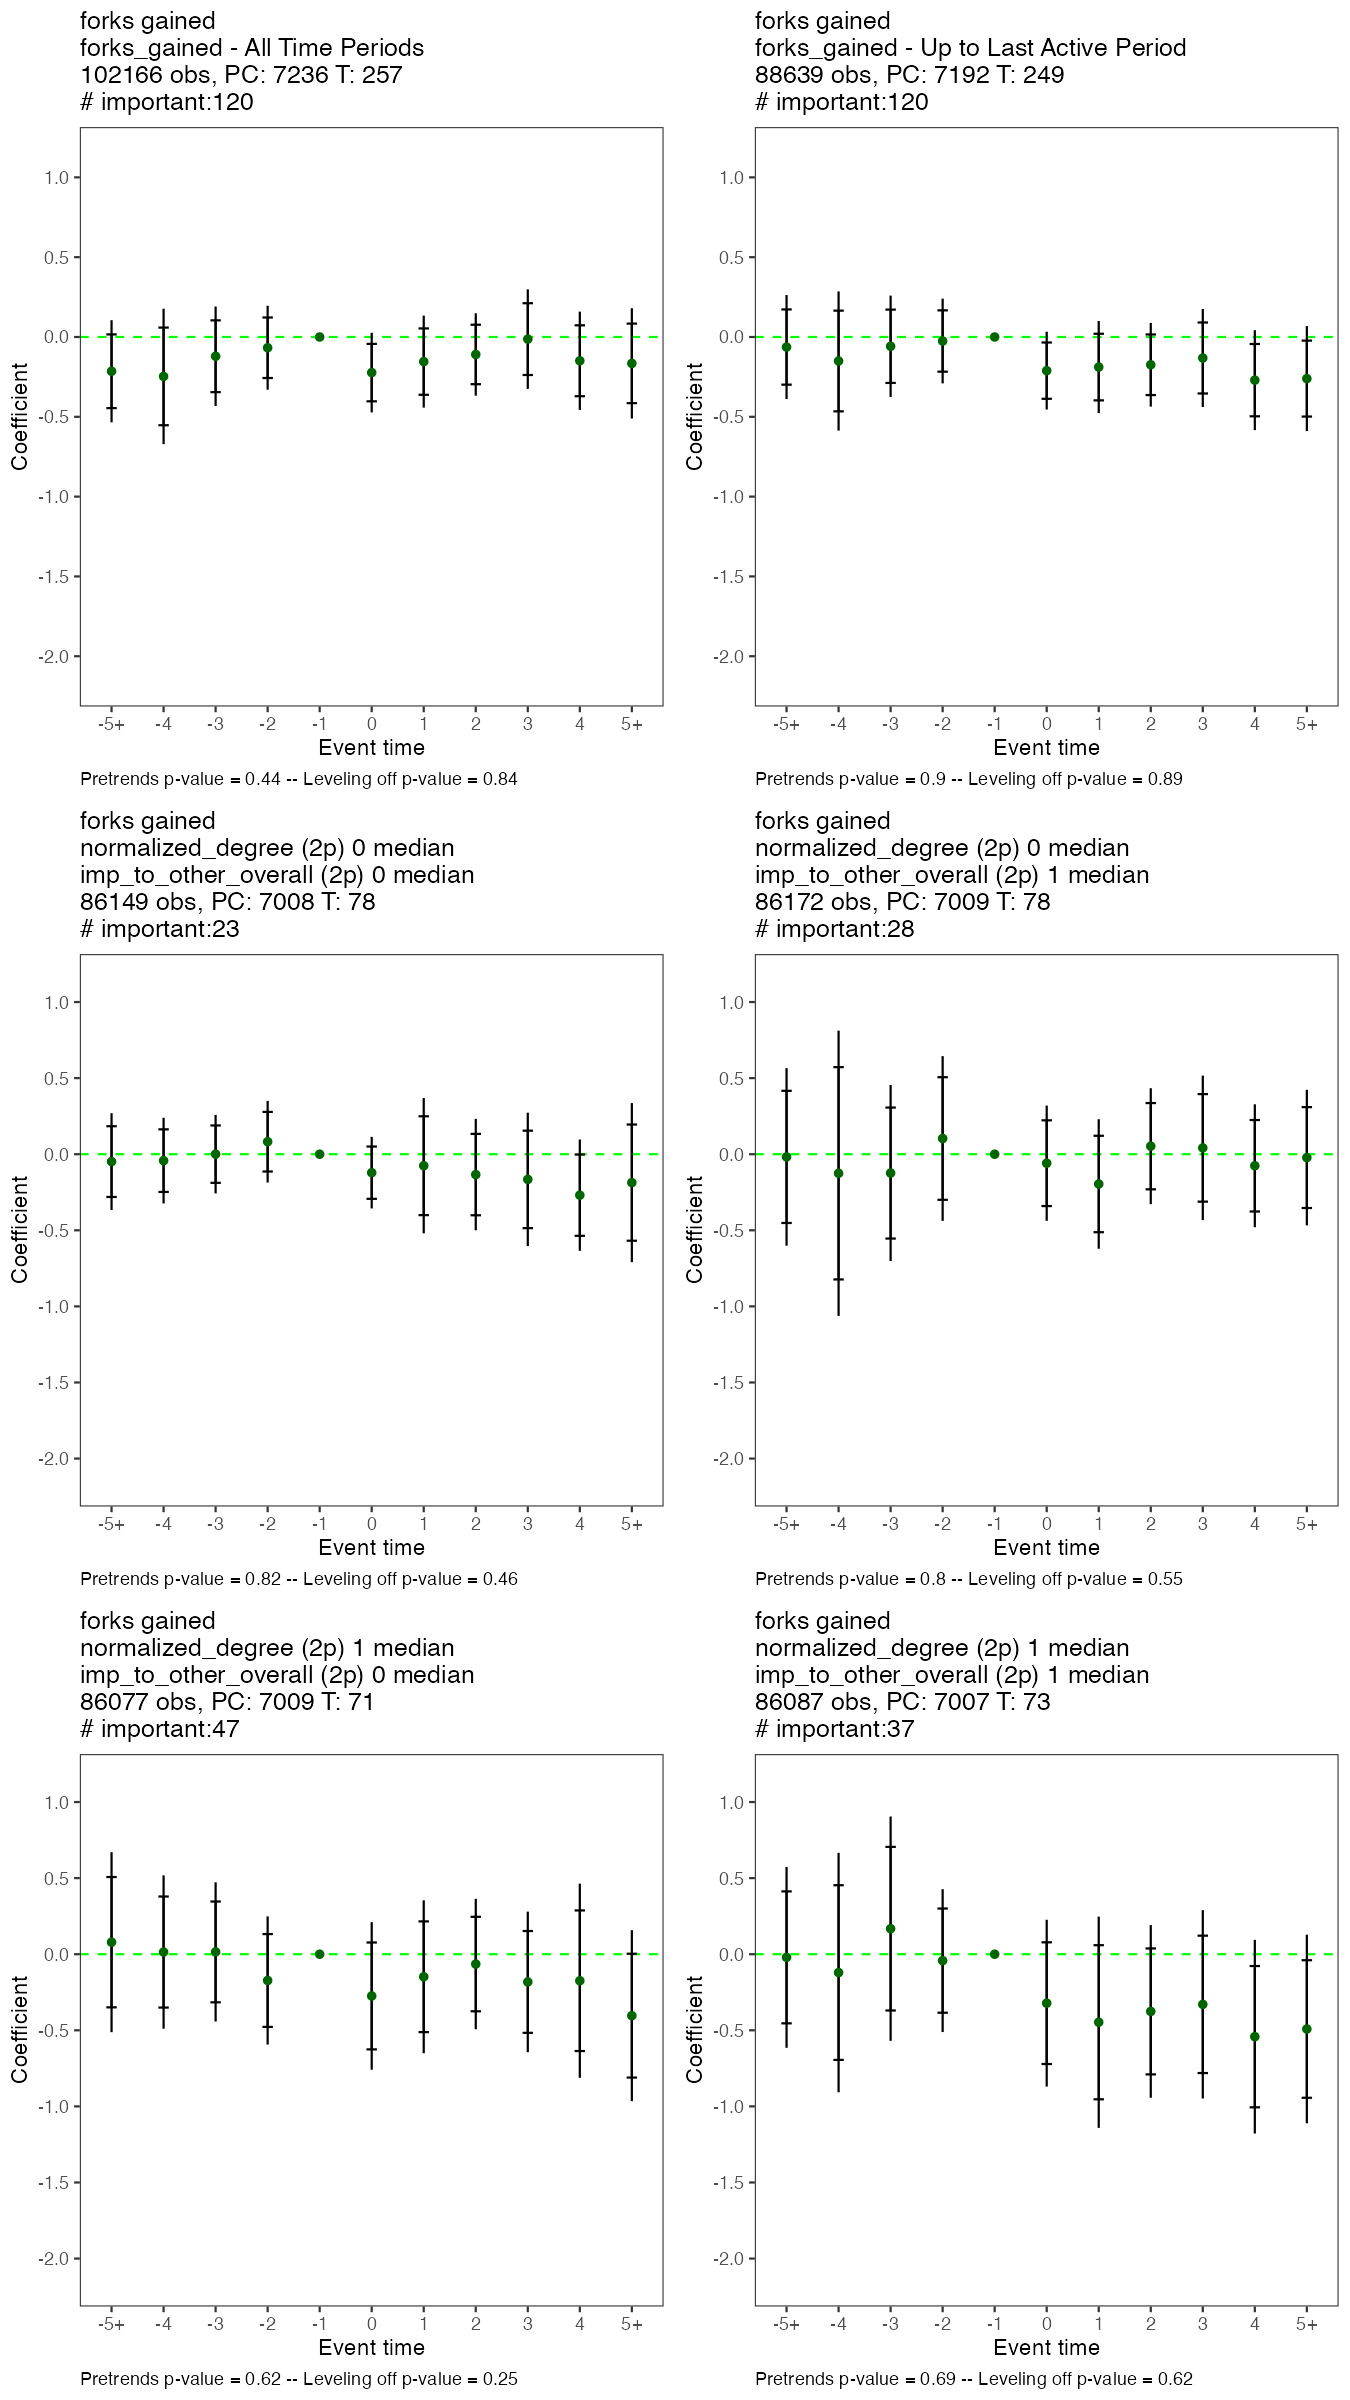 forks gained
forks_gained - All Time Periods
102166 obs, PC: 7236 T: 257
# important:120
1.0
0.5
0.0
-0.5
-1.0
-1.5
-2.0
Coefficient
-5+ -4 -3 -2 -1 0 1 2 3 4 5+
Event time
Pretrends p-value = 0.44 -- Leveling off p-value = 0.84
forks gained
forks_gained - Up to Last Active Period
88639 obs, PC: 7192 T: 249
# important:120
1.0
0.5
0.0
-0.5
-1.0
-1.5
-2.0
Coefficient
-5+ -4 -3 -2 -1 0 1 2 3 4 5+
Event time
Pretrends p-value = 0.9 -- Leveling off p-value = 0.89
forks gained
normalized_degree (2p) 0 median
imp_to_other_overall (2p) 0 median
86149 obs, PC: 7008 T: 78
# important:23
1.0
0.5
0.0
-0.5
-1.0
-1.5
-2.0
Coefficient
-5+ -4 -3 -2 -1 0 1 2 3 4 5+
Event time
Pretrends p-value = 0.82 -- Leveling off p-value = 0.46
forks gained
normalized_degree (2p) 0 median
imp_to_other_overall (2p) 1 median
86172 obs, PC: 7009 T: 78
# important:28
1.0
0.5
0.0
-0.5
-1.0
-1.5
-2.0
Coefficient
-5+ -4 -3 -2 -1 0 1 2 3 4 5+
Event time
Pretrends p-value = 0.8 -- Leveling off p-value = 0.55
forks gained
normalized_degree (2p) 1 median
imp_to_other_overall (2p) 0 median
86077 obs, PC: 7009 T: 71
# important:47
1.0
0.5
0.0
-0.5
-1.0
-1.5
-2.0
Coefficient
-5+ -4 -3 -2 -1 0 1 2 3 4 5+
Event time
Pretrends p-value = 0.62 -- Leveling off p-value = 0.25
forks gained
normalized_degree (2p) 1 median
imp_to_other_overall (2p) 1 median
86087 obs, PC: 7007 T: 73
# important:37
1.0
0.5
0.0
-0.5
-1.0
-1.5
-2.0
Coefficient
-5+ -4 -3 -2 -1 0 1 2 3 4 5+
Event time
Pretrends p-value = 0.69 -- Leveling off p-value = 0.62